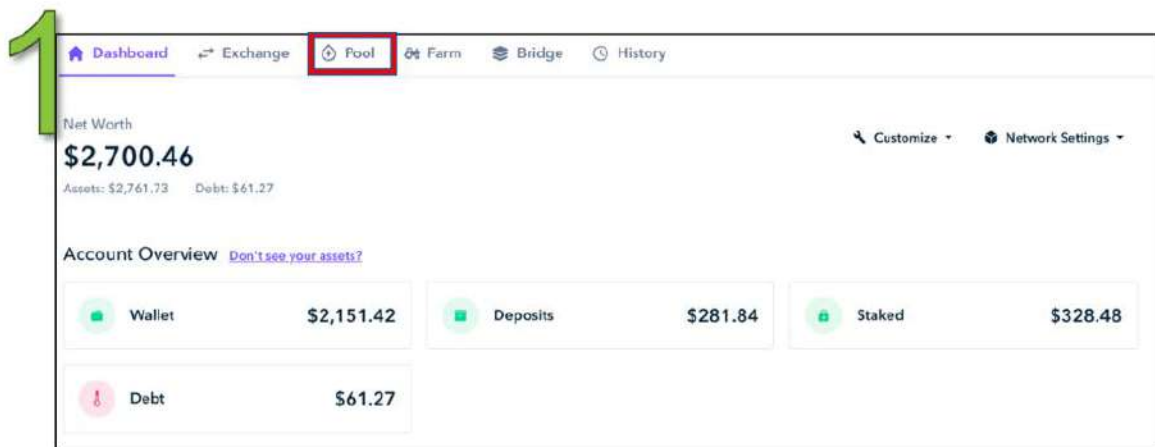 1
Dashboard Exchange Pool Farm Bridge History
Net Worth
Customize Network Settings
$2,700.46
Assets: $2,761.73 Debt: $61.27
Account Overview Don't see your assets?
Wallet $2,151.42 Deposits $281.84 Staked $328.48
Debt $61.27